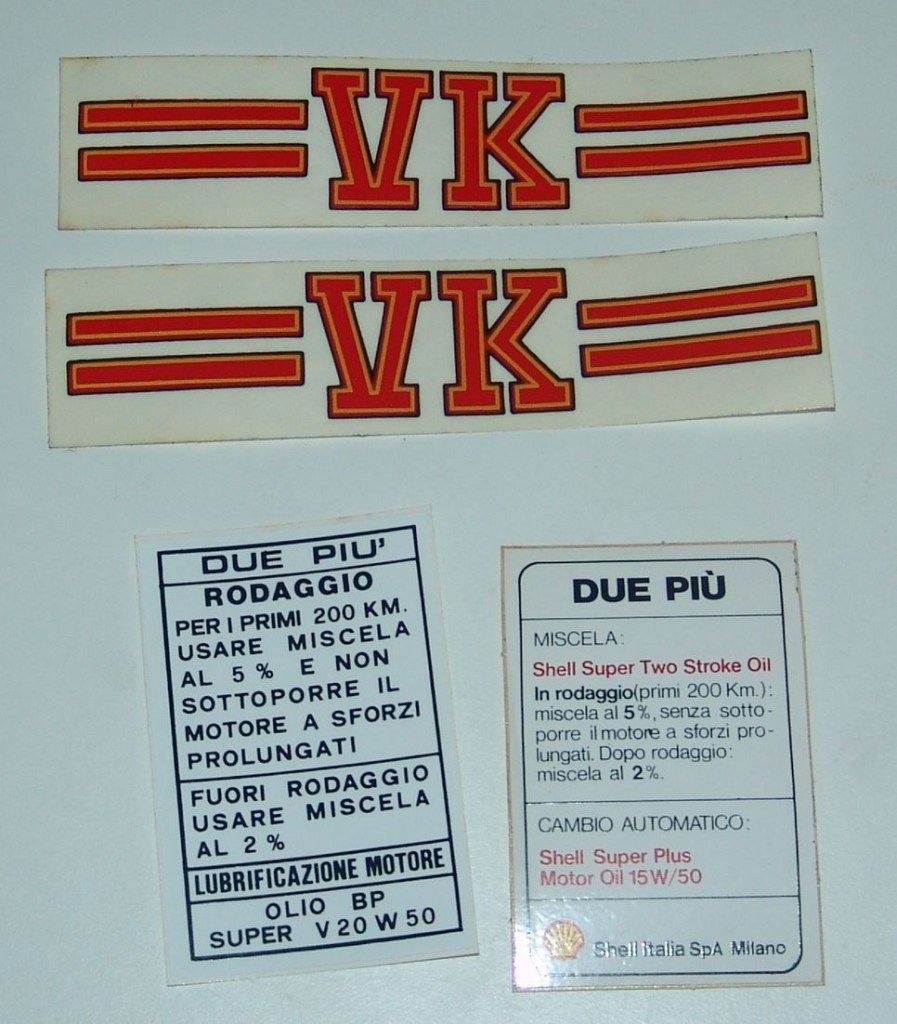 VK
VK
DUE PIU'
RODAGGIO
PER I PRIMI 200 KM.
USARE MISCELA
AL 5% E NON
SOTTOPORRE IL
MOTORE A SFORZI
PROLUNGATI
FUORI RODAGGIO
USARE MISCELA
AL 2%
LUBRIFICAZIONE MOTORE
OLIO BP
SUPER V 20 W 50
DUE PIÙ
MISCELA:
Shell Super Two Stroke Oil
In rodaggio(primi 200 Km.):
miscela al 5%, senza sotto-
porre il motore a sforzi pro-
lungati. Dopo rodaggio:
miscela al 2%.
CAMBIO AUTOMATICO:
Shell Super Plus
Motor Oil 15W/50
Shell Italia SpA Milano